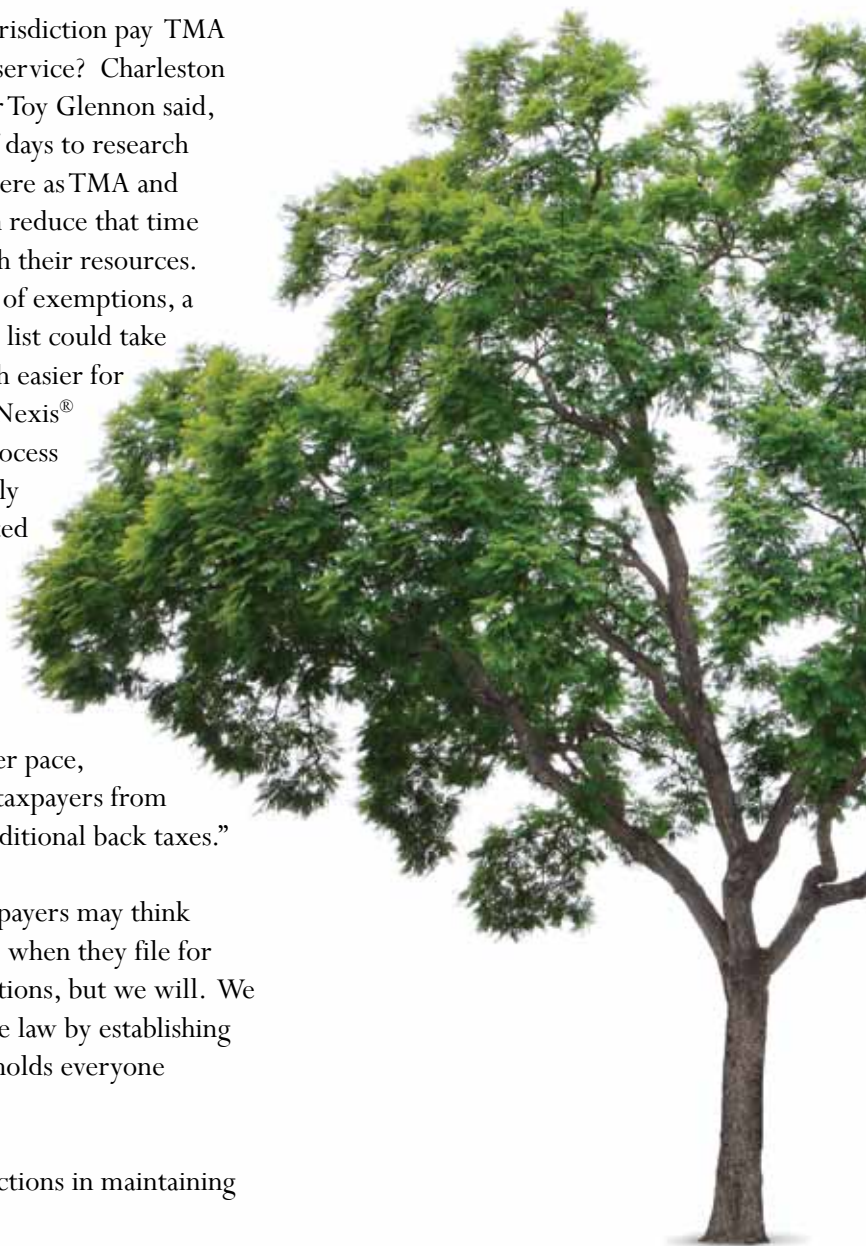 risdiction pay TMA
service? Charleston
r Toy Glennon said,
days to research
ere as TMA and
reduce that time
h their resources.
of exemptions, a
list could take
h easier for
Nexis®
ocess
ly
ed
er pace,
taxpayers from
ditional back taxes.”
payers may think
when they file for
tions, but we will. We
e law by establishing
holds everyone
ctions in maintaining